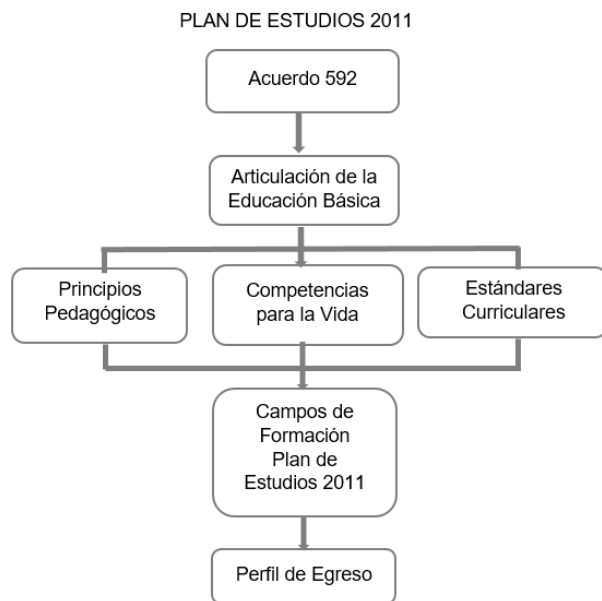 PLAN DE ESTUDIOS 2011
Acuerdo 592
Articulación de la
Educación Básica
Principios
Pedagógicos
Competencias
para la Vida
Estándares
Curriculares
Campos de
Formación
Plan de
Estudios 2011
Perfil de Egreso